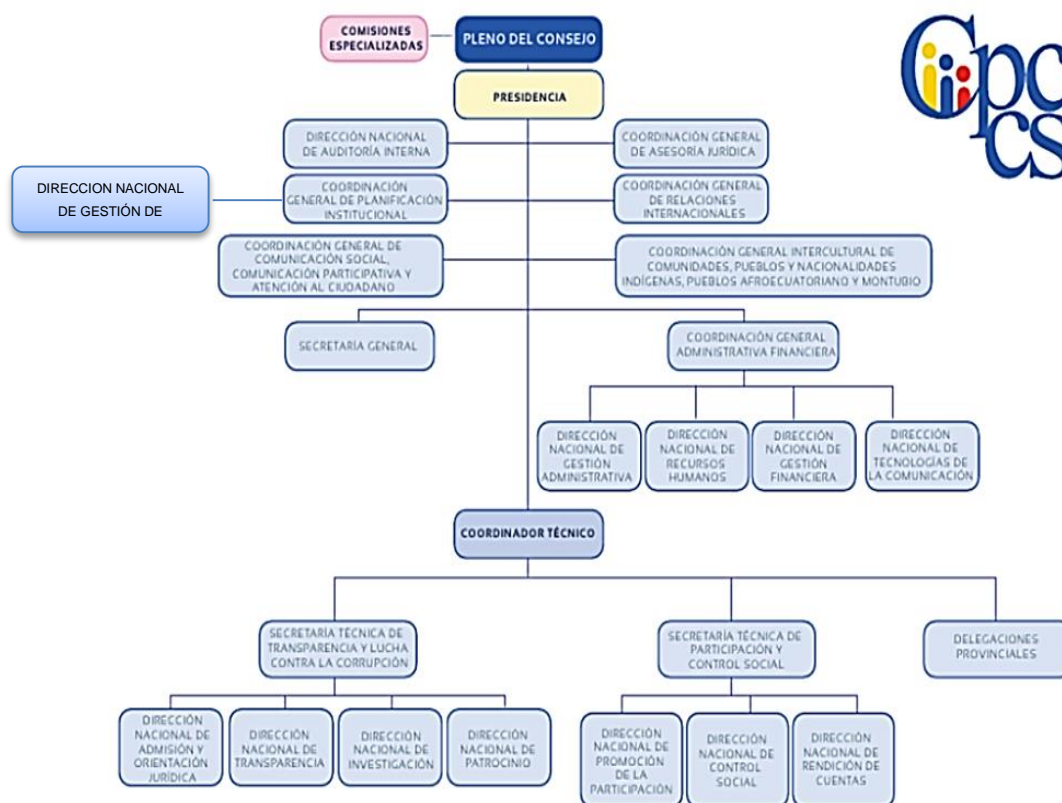 COMISIONES
ESPECIALIZADAS
PLENO DEL CONSEJO
PRESIDENCIA
Cpc
cs
DIRECCIÓN NACIONAL
DE AUDITORÍA INTERNA
COORDINACIÓN GENERAL
DE ASESORÍA JURÍDICA
DIRECCION NACIONAL
DE GESTIÓN DE
COORDINACIÓN
GENERAL DE PLANIFICACIÓN
INSTITUCIONAL
COORDINACIÓN GENERAL
DE RELACIONES
INTERNACIONALES
COORDINACIÓN GENERAL DE
COMUNICACIÓN SOCIAL,
COMUNICACIÓN PARTICIPATIVA Y
ATENCIÓN AL CIUDADANO
COORDINACIÓN GENERAL INTERCULTURAL DE
COMUNIDADES, PUEBLOS Y NACIONALIDADES
INDÍGENAS, PUEBLOS AFROECUATORIANO Y MONTUBIO
SECRETARÍA GENERAL
COORDINACIÓN GENERAL
ADMINISTRATIVA FINANCIERA
DIRECCIÓN
NACIONAL DE
GESTIÓN
ADMINISTRATIVA
DIRECCIÓN
NACIONAL DE
RECURSOS
HUMANOS
DIRECCIÓN
NACIONAL DE
GESTIÓN
FINANCIERA
DIRECCIÓN
NACIONAL DE
TECNOLOGÍAS DE
LA COMUNICACIÓN
COORDINADOR TÉCNICO
SECRETARÍA TÉCNICA DE
TRANSPARENCIA Y LUCHA
CONTRA LA CORRUPCIÓN
SECRETARÍA TÉCNICA DE
PARTICIPACIÓN Y
CONTROL SOCIAL
DELEGACIONES
PROVINCIALES
DIRECCIÓN
NACIONAL DE
ADMISIÓN Y
ORIENTACIÓN
JURÍDICA
DIRECCIÓN
NACIONAL DE
TRANSPARENCIA
DIRECCIÓN
NACIONAL DE
INVESTIGACIÓN
DIRECCIÓN
NACIONAL DE
PATROCINIO
DIRECCIÓN
NACIONAL DE
PROMOCIÓN
DE LA
PARTICIPACIÓN
DIRECCIÓN
NACIONAL DE
CONTROL
SOCIAL
DIRECCIÓN
NACIONAL DE
RENDICIÓN DE
CUENTAS